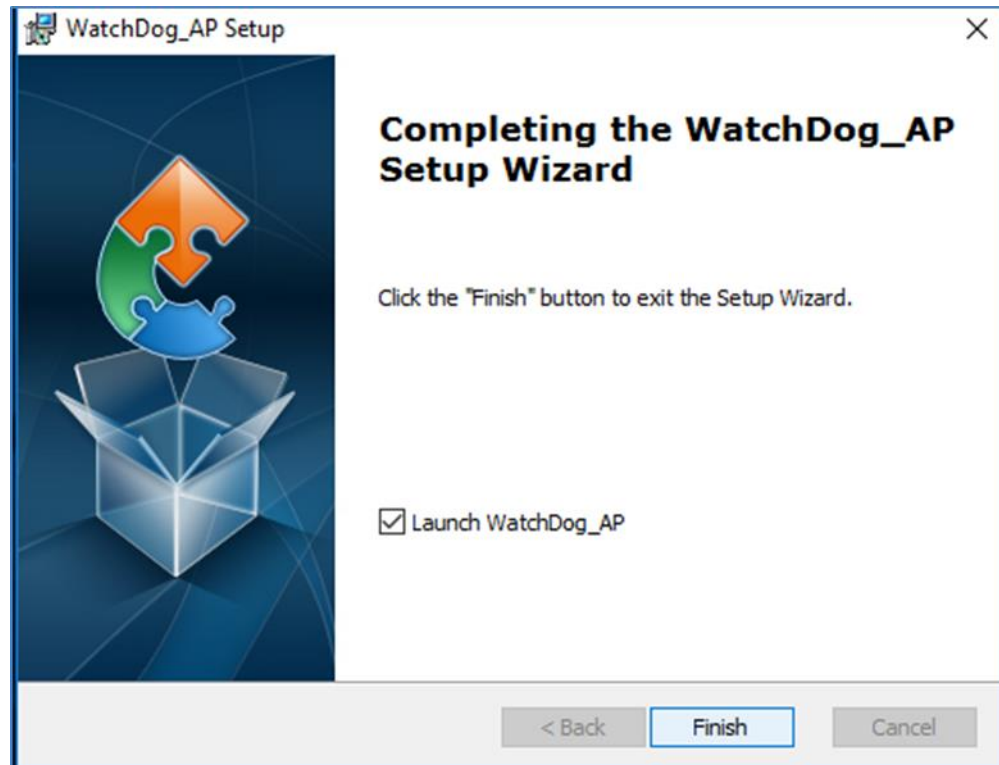 WatchDog_AP Setup
Completing the WatchDog_AP
Setup Wizard
Click the "Finish" button to exit the Setup Wizard.
Launch WatchDog_AP
< Back Finish Cancel